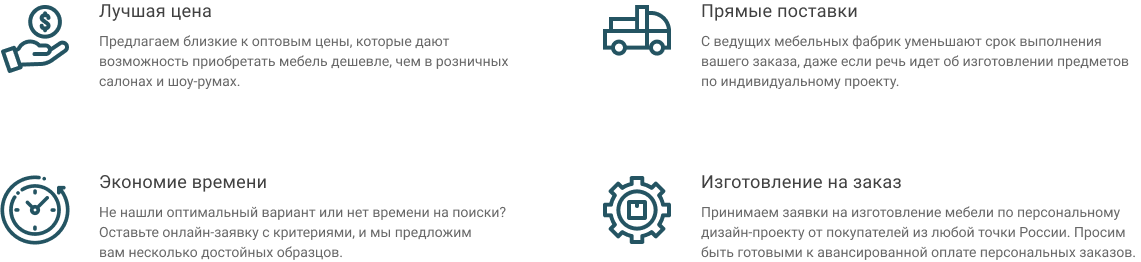 Лучшая цена
Предлагаем близкие к оптовым цены, которые дают
возможность приобретать мебель дешевле, чем в розничных
салонах и шоу-румах.
Прямые поставки
С ведущих мебельных фабрик уменьшают срок выполнения
вашего заказа, даже если речь идет об изготовлении предметов
по индивидуальному проекту.
Экономие времени
Не нашли оптимальный вариант или нет времени на поиски?
Оставьте онлайн-заявку с критериями, и мы предложим
вам несколько достойных образцов.
Изготовление на заказ
Принимаем заявки на изготовление мебели по персональному
дизайн-проекту от покупателей из любой точки России. Просим
быть готовыми к авансированной оплате персональных заказов.